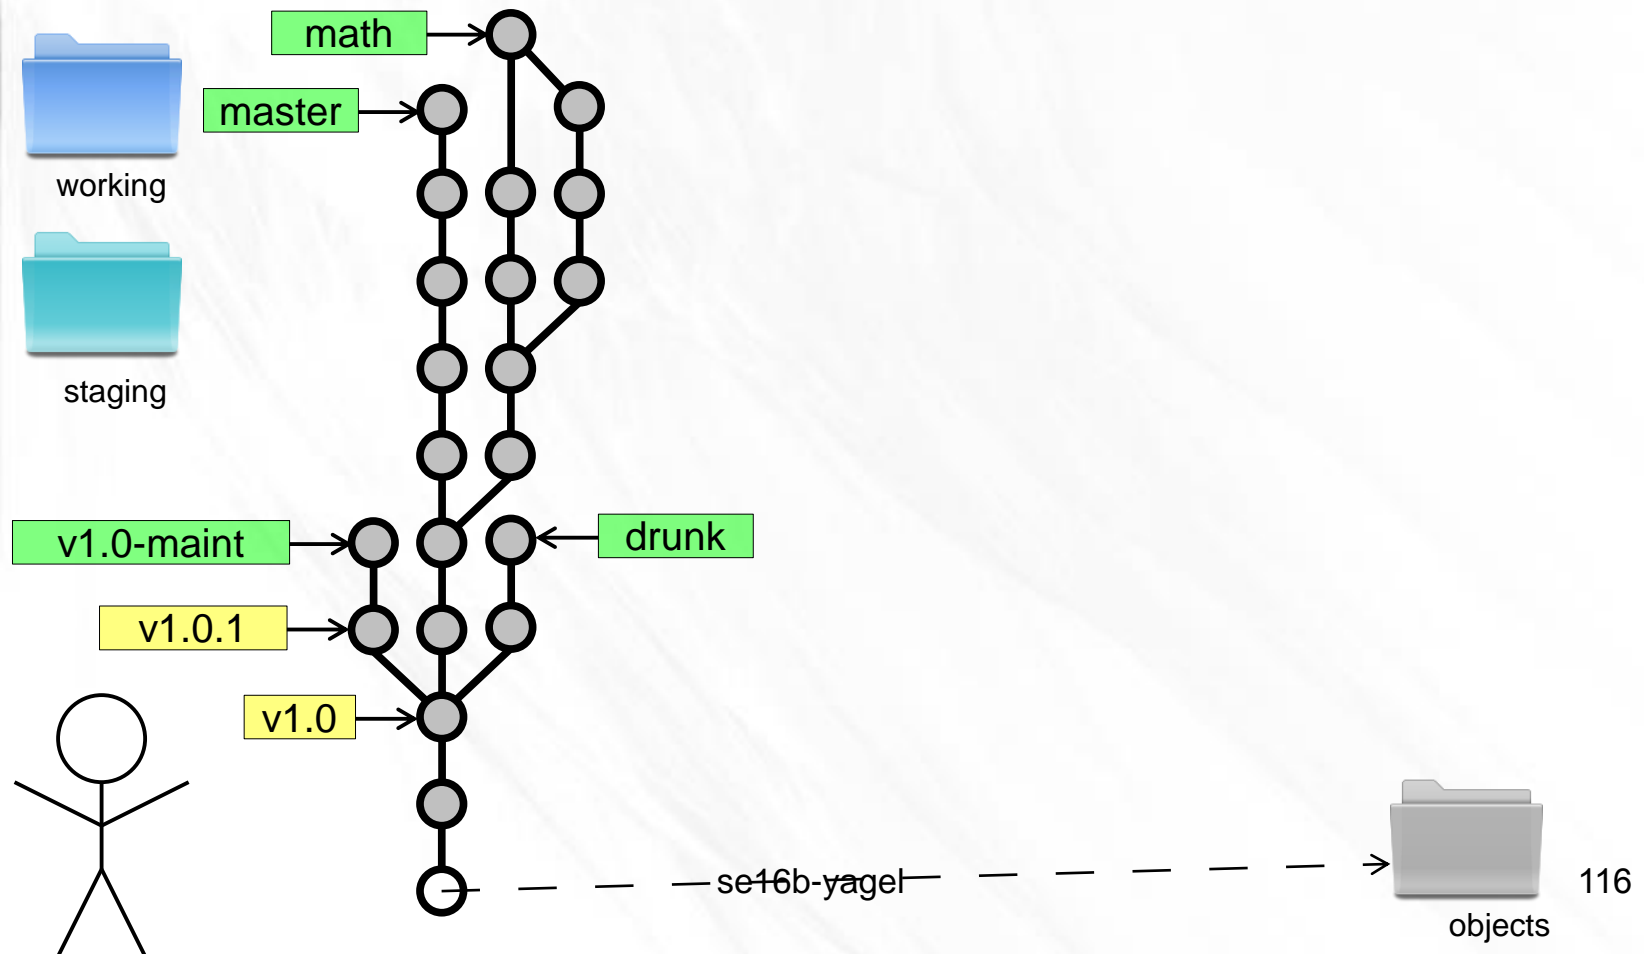 math
master
working
staging
v1.0-maint
drunk
v1.0.1
v1.0
se16b-yagel
116
objects